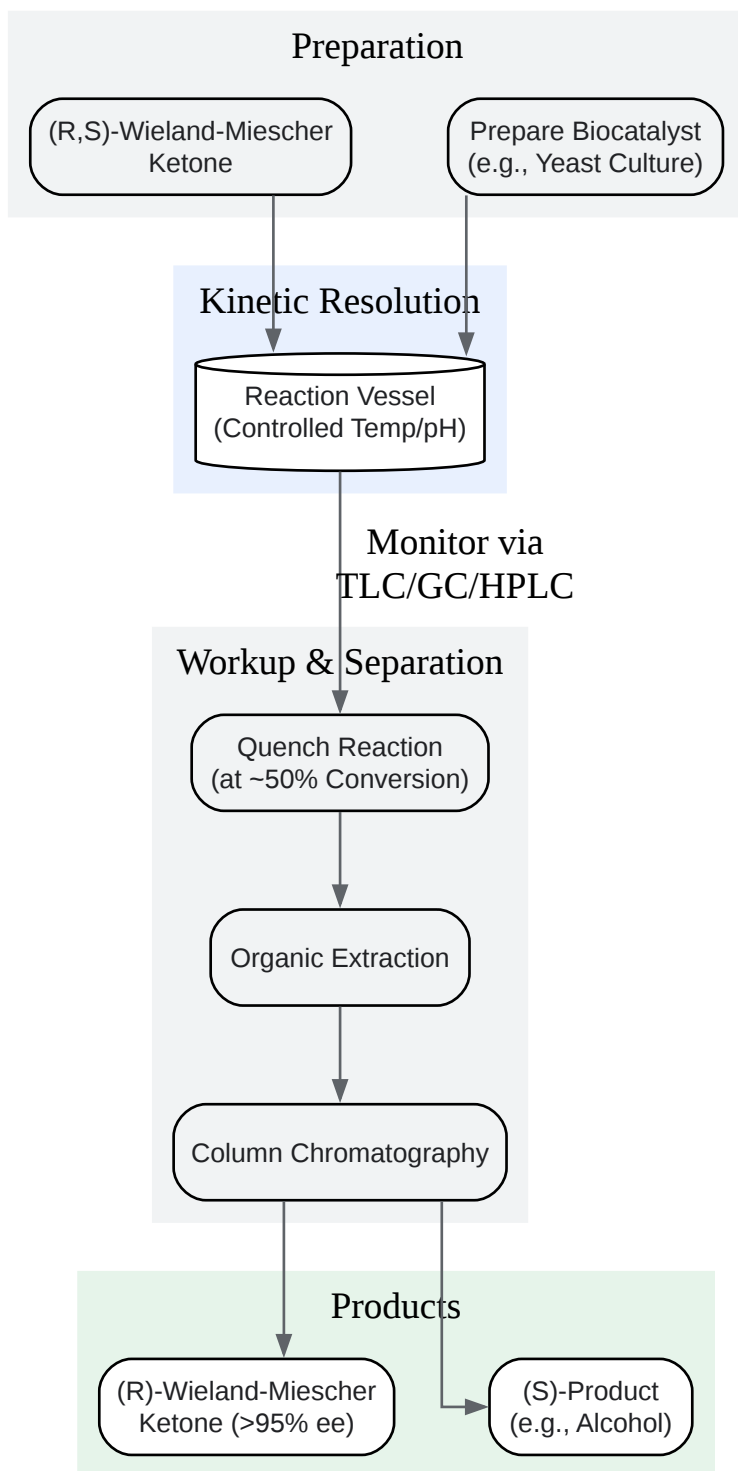 Preparation
(R,S)-Wieland-Miescher
Ketone
Prepare Biocatalyst
(e.g., Yeast Culture)
Kinetic Resolution
Reaction Vessel
(Controlled Temp/pH)
Monitor via
TLC/GC/HPLC
Workup & Separation
Quench Reaction
(at ~50% Conversion)
Organic Extraction
Column Chromatography
Products
(R)-Wieland-Miescher
Ketone (>95% ee)
(S)-Product
(e.g., Alcohol)